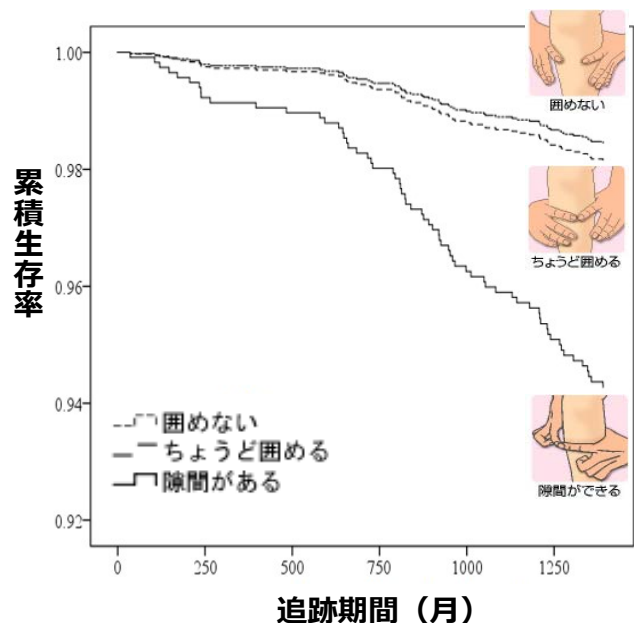 1.00
囲めない
0.98
累積生存率
ちょうど囲める
0.96
0.94
囲めない
ちょうど囲める
隙間がある
隙間ができる
0.92
0
250
500
750
1000
1250
追跡期間（月）